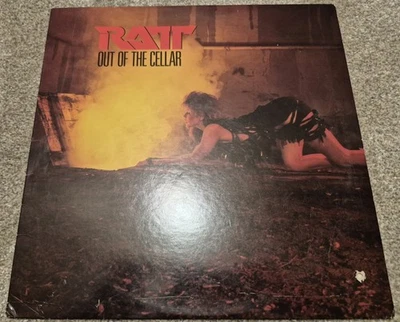 RATT
OUT OF THE CELLAR